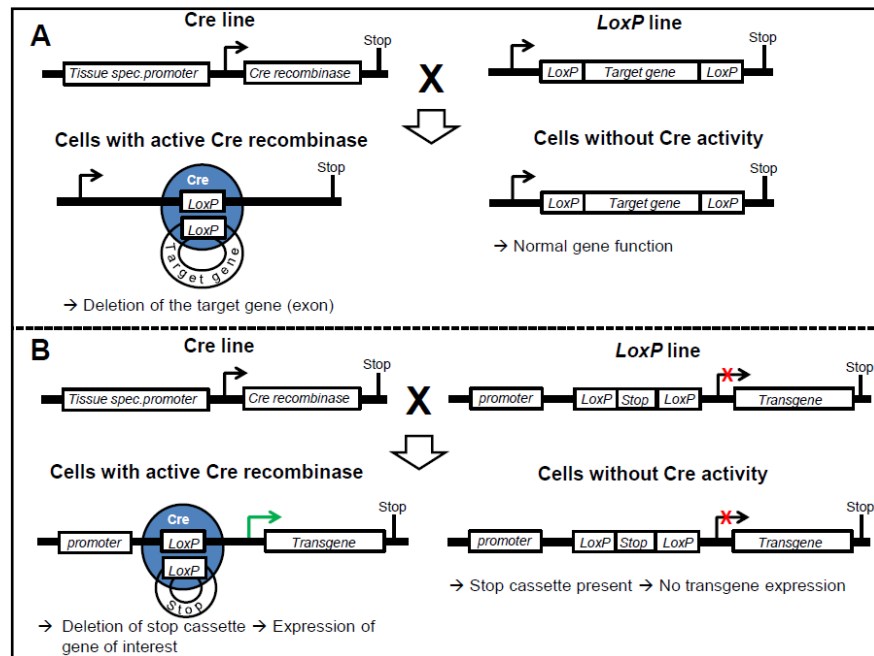 A
Cre line
LoxP line
Stop
Stop
Tissue spec.promoter
Cre recombinase
X
LoxP
Target gene
LoxP
Cells with active Cre recombinase
Cells without Cre activity
Stop
Stop
Cre
LoxP
LoxP
Target gene
LoxP
Target gene
LoxP
→ Normal gene function
→ Deletion of the target gene (exon)
B
Cre line
LoxP line
Stop
Stop
X
Tissue spec.promoter
Cre recombinase
X
promoter
LoxP
Stop
LoxP
Transgene
Cells with active Cre recombinase
Cells without Cre activity
Stop
Stop
Cre
X
promoter
LoxP
Transgene
LoxP
Stop
promoter
LoxP
Stop
LoxP
Transgene
→ Stop cassette present → No transgene expression
→ Deletion of stop cassette → Expression of
gene of interest